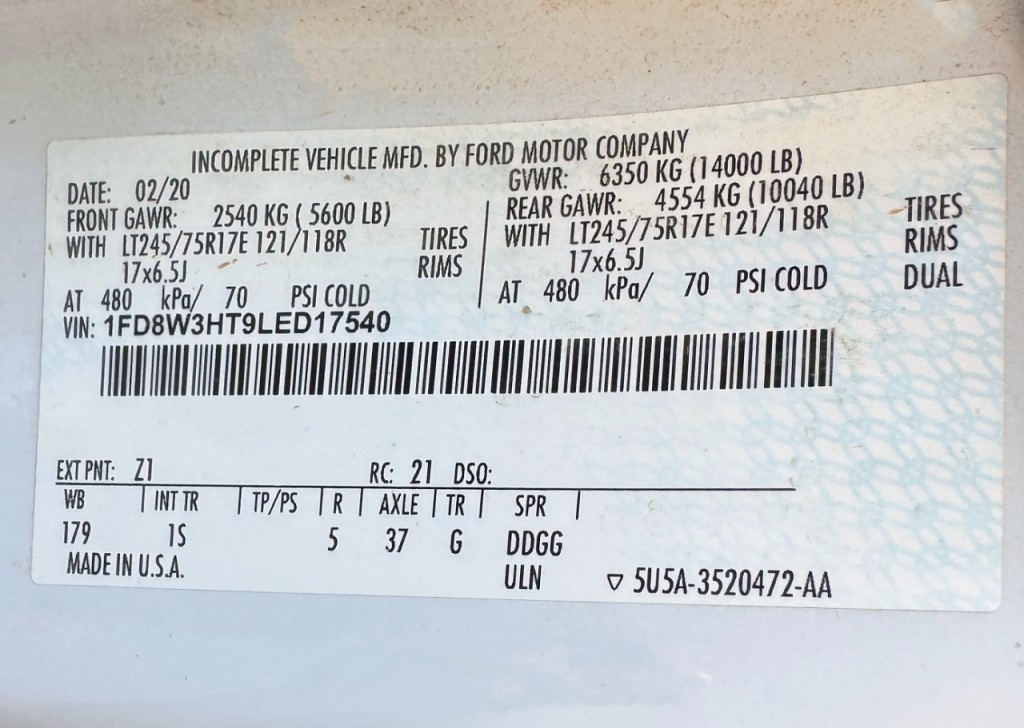 INCOMPLETE VEHICLE MFD. BY FORD MOTOR COMPANY
DATE: 02/20 GVWR: 6350 KG (14000 LB)
FRONT GAWR: 2540 KG ( 5600 LB) REAR GAWR: 4554 KG (10040 LB)
WITH LT245/75R17E 121/118R TIRES WITH LT245/75R17E 121/118R TIRES
17x6.5J RIMS 17x6.5J RIMS
AT 480 kPa/ 70 PSI COLD AT 480 kPa/ 70 PSI COLD DUAL
VIN: 1FD8W3HT9LED17540
EXT PNT: Z1 RC: 21 DSO:
WB INT TR TP/PS R AXLE TR SPR
179 1S 5 37 G DDGG
MADE IN U.S.A. ULN ▽ 5U5A-3520472-AA